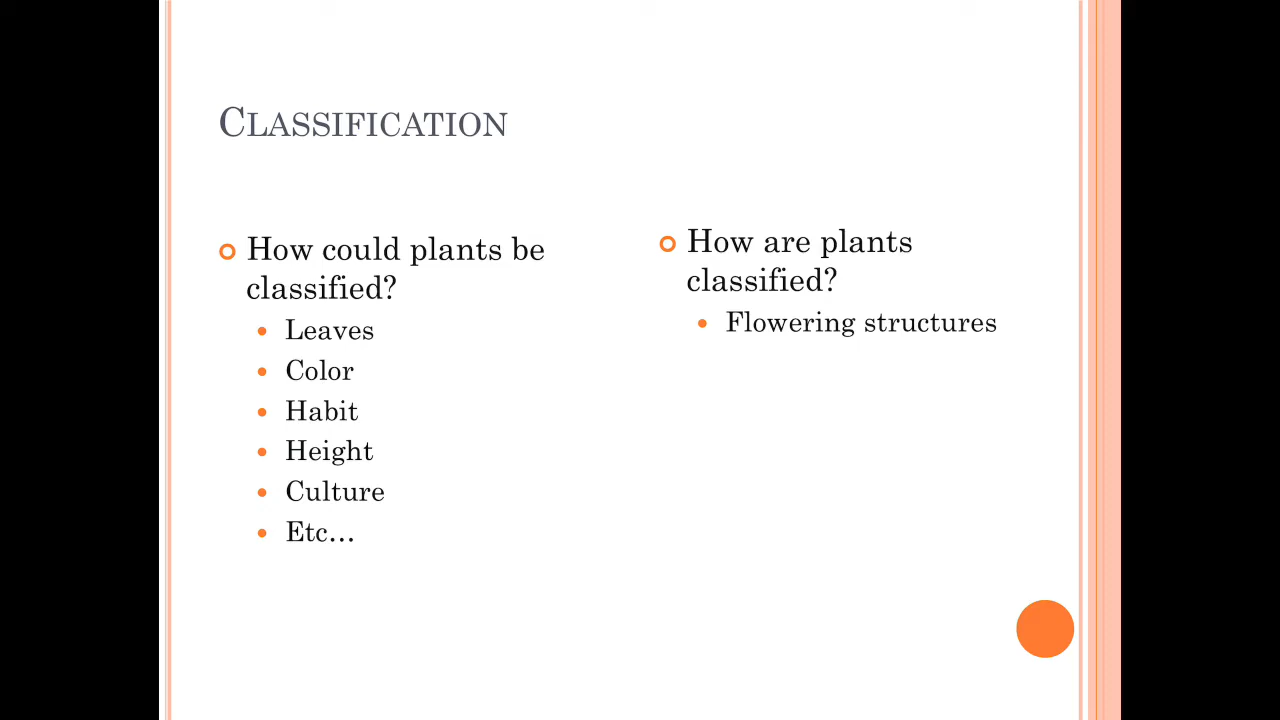 CLASSIFICATION
How could plants be
classified?
Leaves
Color
Habit
Height
Culture
Etc…
How are plants
classified?
Flowering structures